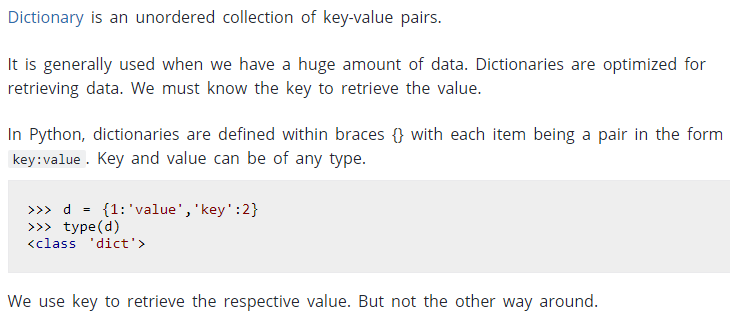 Dictionary is an unordered collection of key-value pairs.
It is generally used when we have a huge amount of data. Dictionaries are optimized for
retrieving data. We must know the key to retrieve the value.
In Python, dictionaries are defined within braces {} with each item being a pair in the form
key:value . Key and value can be of any type.
>>> d = {1:'value','key':2}
>>> type(d)
<class 'dict'>
We use key to retrieve the respective value. But not the other way around.